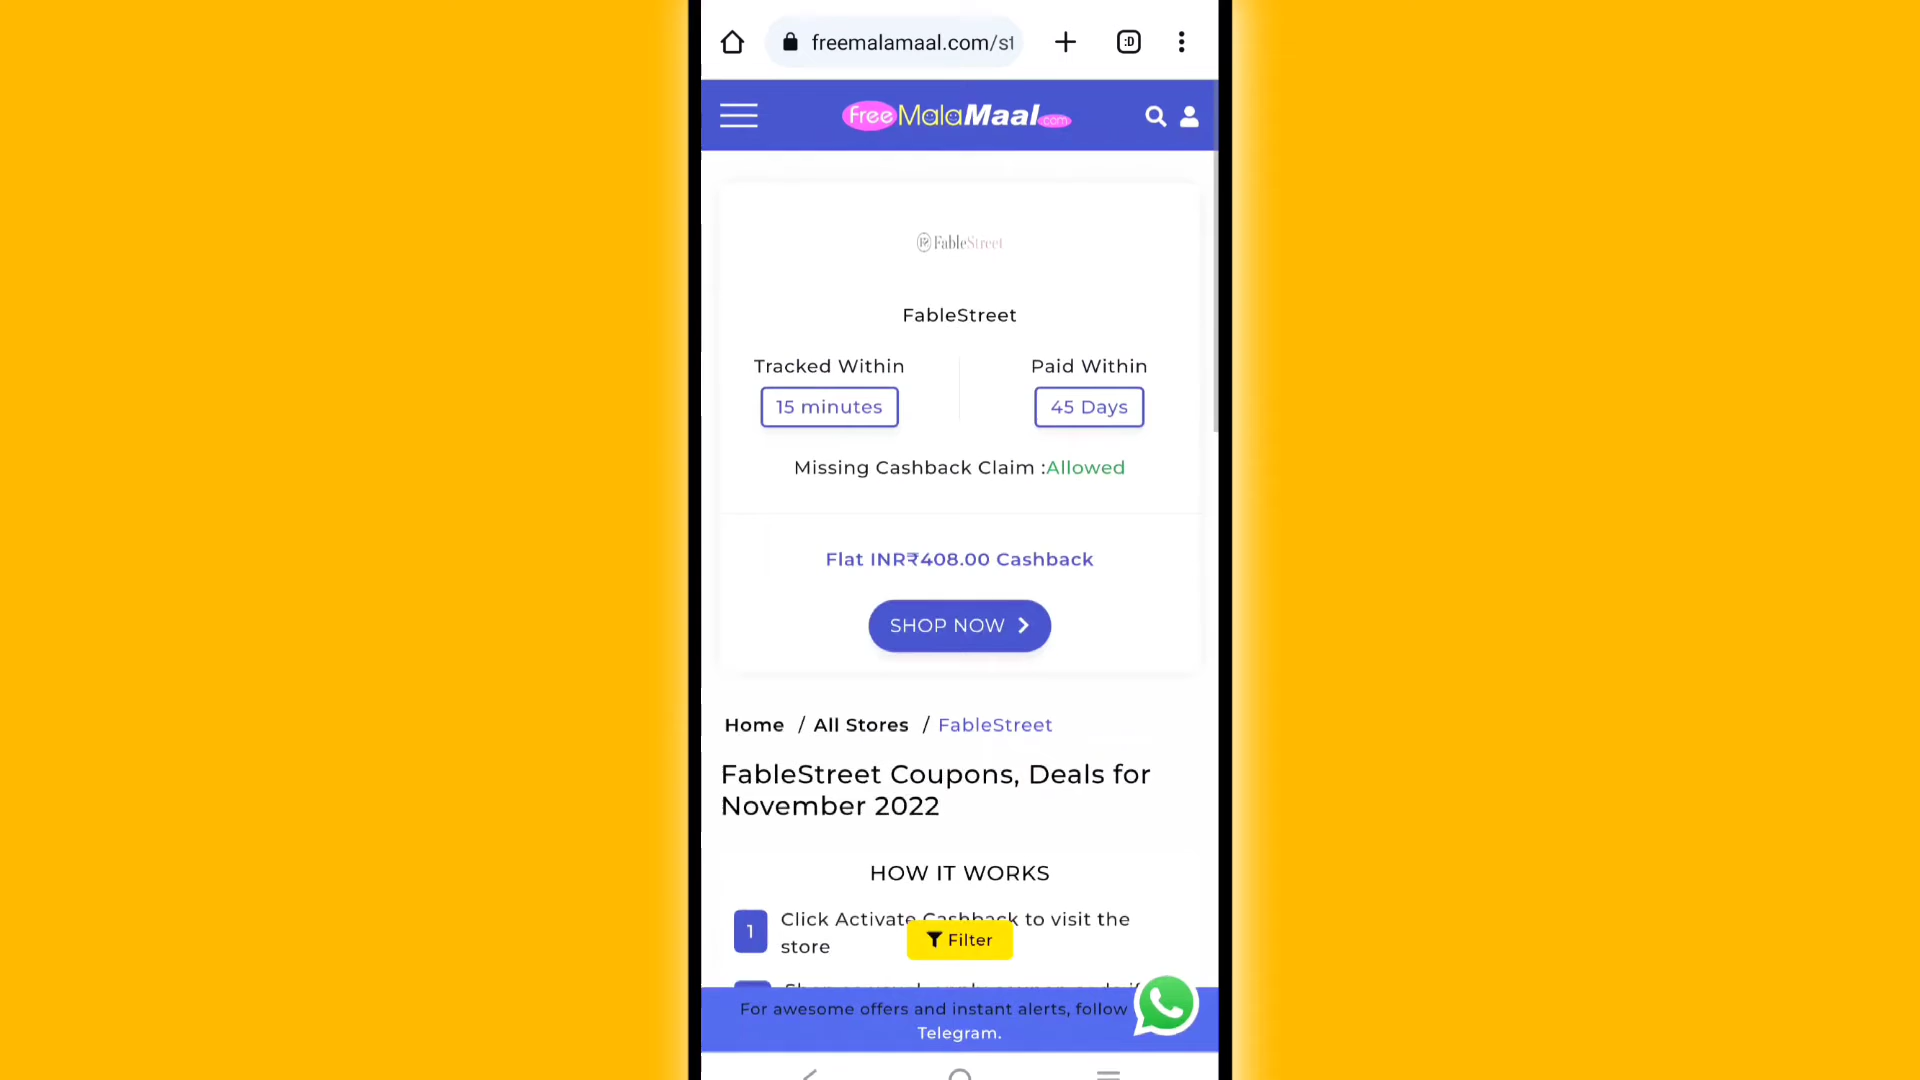 :D
freemalamaal.com/st
freeMalaMaal.com
FableStreet
FableStreet
Tracked Within
Paid Within
15 minutes
45 Days
Missing Cashback Claim :Allowed
Flat INR₹408.00 Cashback
SHOP NOW
Home / All Stores / FableStreet
FableStreet Coupons, Deals for
November 2022
HOW IT WORKS
1
Click Activate Cashback to visit the
store
Filter
For awesome offers and instant alerts, follow
Telegram.